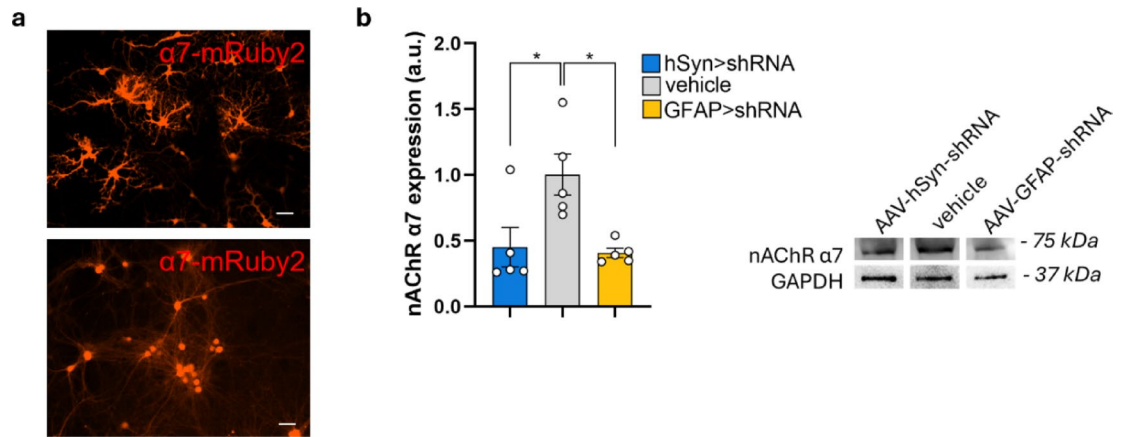 a
α7-mRuby2
α7-mRuby2
b
nAChR α7 expression (a.u.)
2.0
1.5
1.0
0.5
0.0
*
*
hSyn>shRNA
vehicle
GFAP>shRNA
AAV-hSyn-shRNA
vehicle
AAV-GFAP-shRNA
nAChR α7
- 75 kDa
GAPDH
- 37 kDa